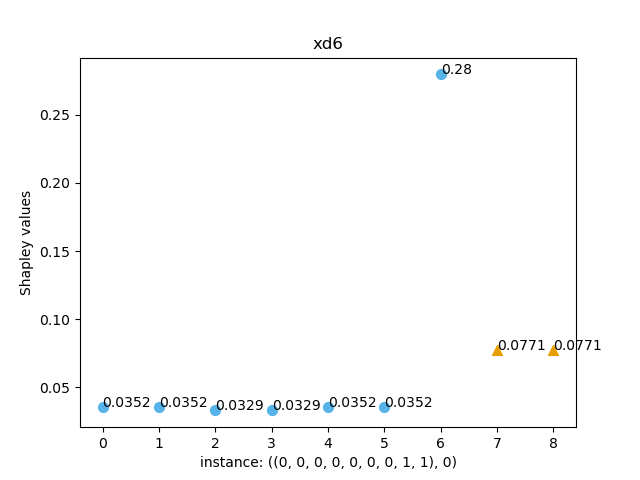 xd6
Shapley values
0.25
0.20
0.15
0.10
0.05
0.28
0.0771 0.0771
0.0352 0.0352 0.0329 0.0329 0.0352 0.0352
0 1 2 3 4 5 6 7 8
instance: ((0, 0, 0, 0, 0, 0, 0, 1, 1), 0)